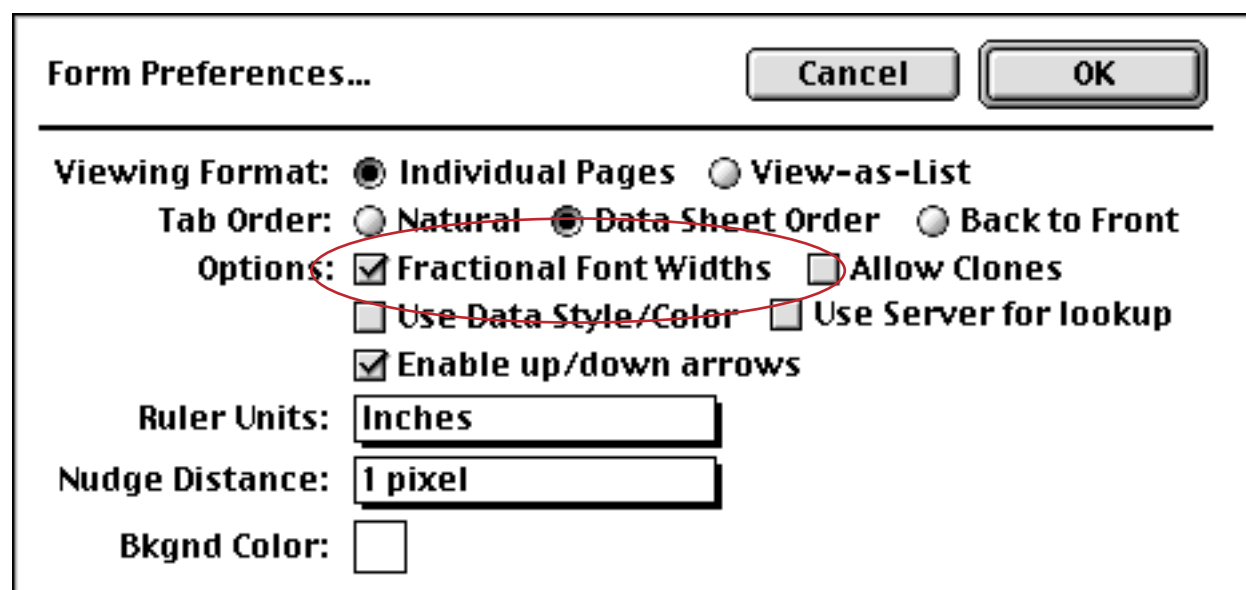 Form Preferences... Cancel OK
Viewing Format: Individual Pages View-as-List
Tab Order: Natural Data Sheet Order Back to Front
Options: Fractional Font Widths Allow Clones
Use Data Style/Color Use Server for lookup
Enable up/down arrows
Ruler Units: Inches
Nudge Distance: 1 pixel
Bkgnd Color: